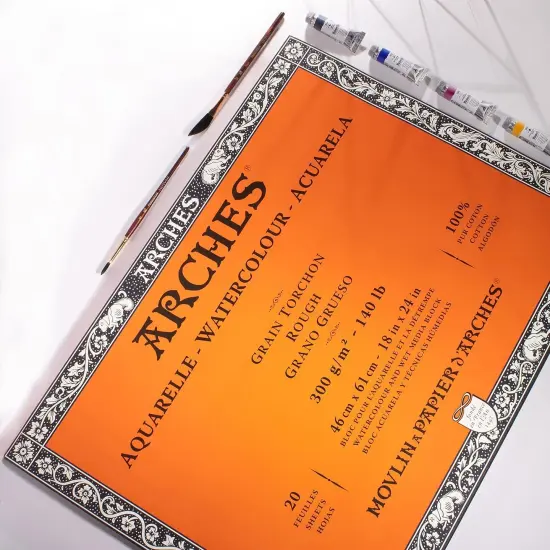 ARCHES
ARCHES®
AQUARELLE - WATERCOLOUR - ACUARELA
GRAIN TORCHON
ROUGH
GRANO GRUESO
300 g/m² - 140 lb
46 cm x 61 cm - 18 in x 24 in
BLOC POUR L'AQUARELLE ET LA DÉTREMPE
WATERCOLOUR AND WET MEDIA BLOCK
BLOC ACUARELA Y TÉCNICAS HUMEDIAS
100%
PUR COTON
COTTON
ALGODÓN
20
FEUILLES
SHEETS
HOJAS
MOVLIN A PAPIER D'ARCHES®